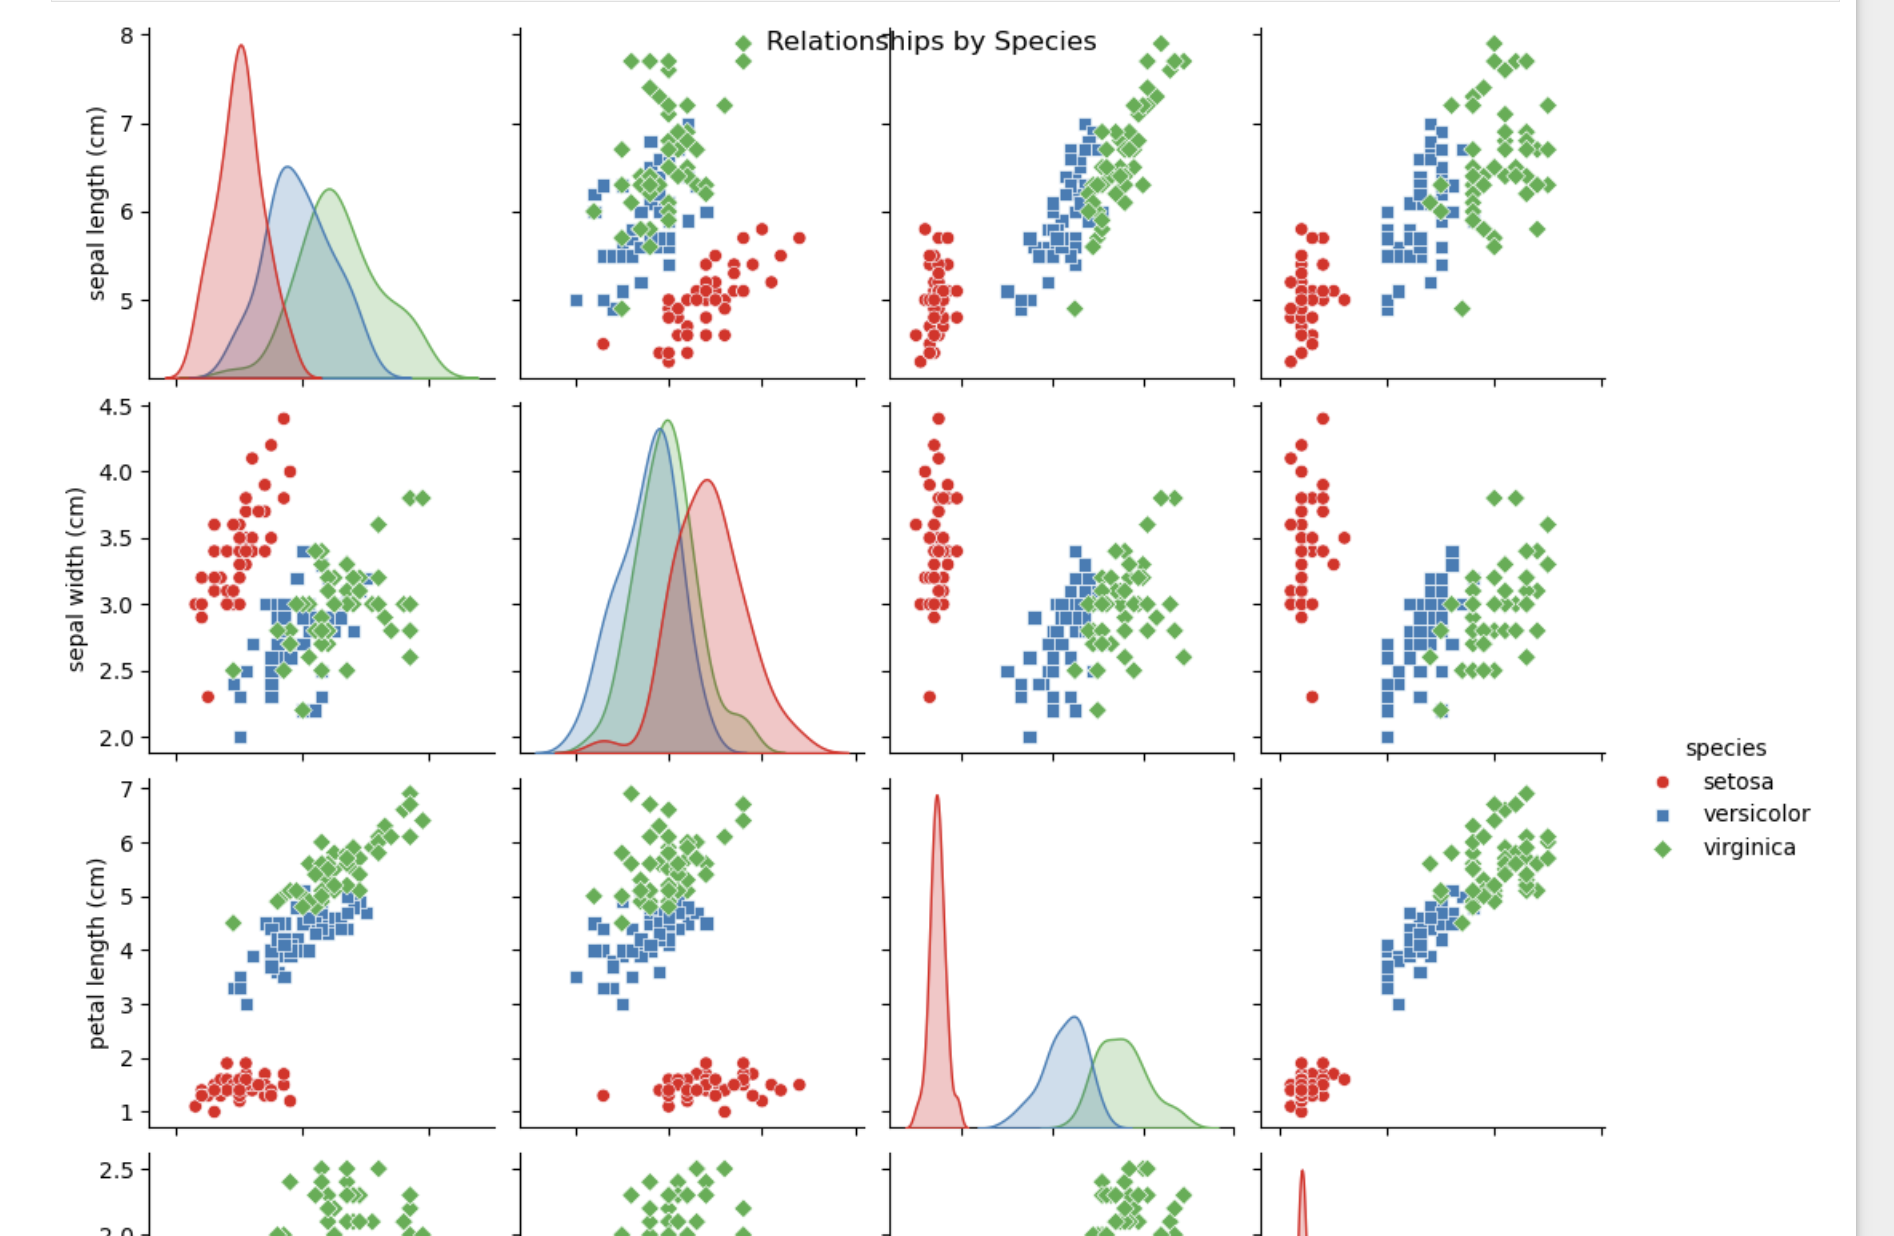 Relationships by Species
8
7
6
5
sepal length (cm)
4.5
4.0
3.5
3.0
2.5
2.0
sepal width (cm)
species
setosa
versicolor
virginica
7
6
5
4
3
2
1
petal length (cm)
2.5
2.0